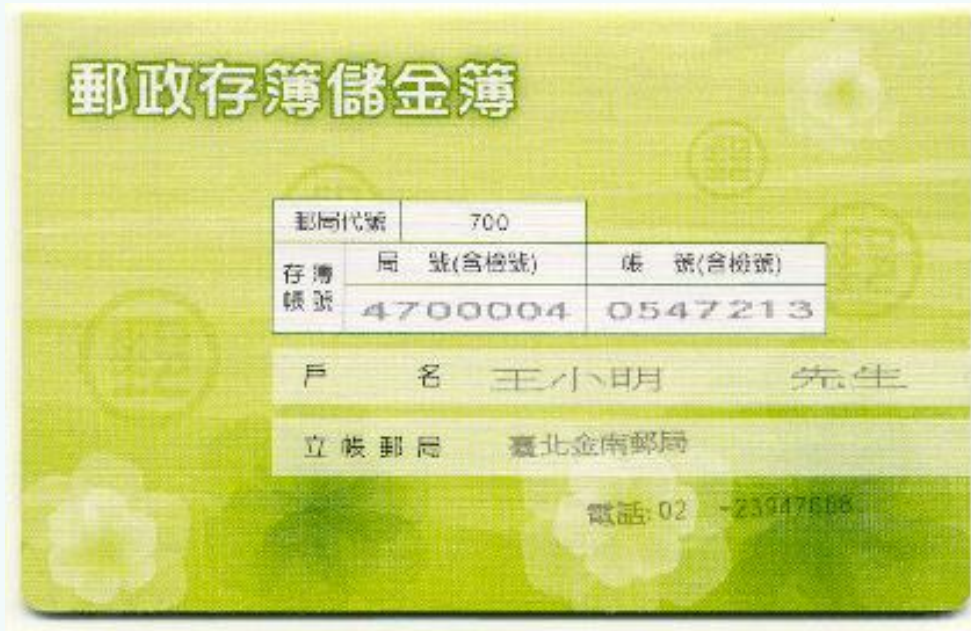 郵政存簿儲金簿
郵局代號 700
存簿帳號 局 號(含檢號) 帳 號(含檢號)
4700004 0547213
戶 名 王小明 先生
立帳郵局 臺北金南郵局
電話: 02